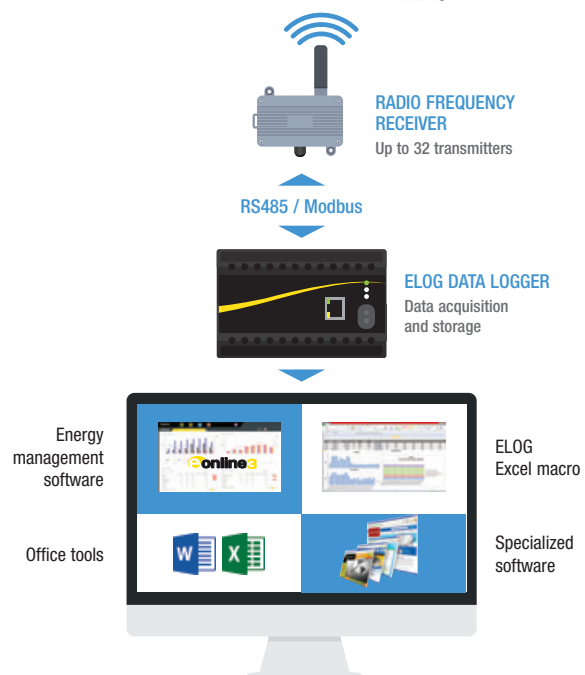 RADIO FREQUENCY
RECEIVER
Up to 32 transmitters
RS485 / Modbus
ELOG DATA LOGGER
Data acquisition
and storage
Energy
management
software
eonline3
ELOG
Excel macro
Office tools
W
X
Specialized
software